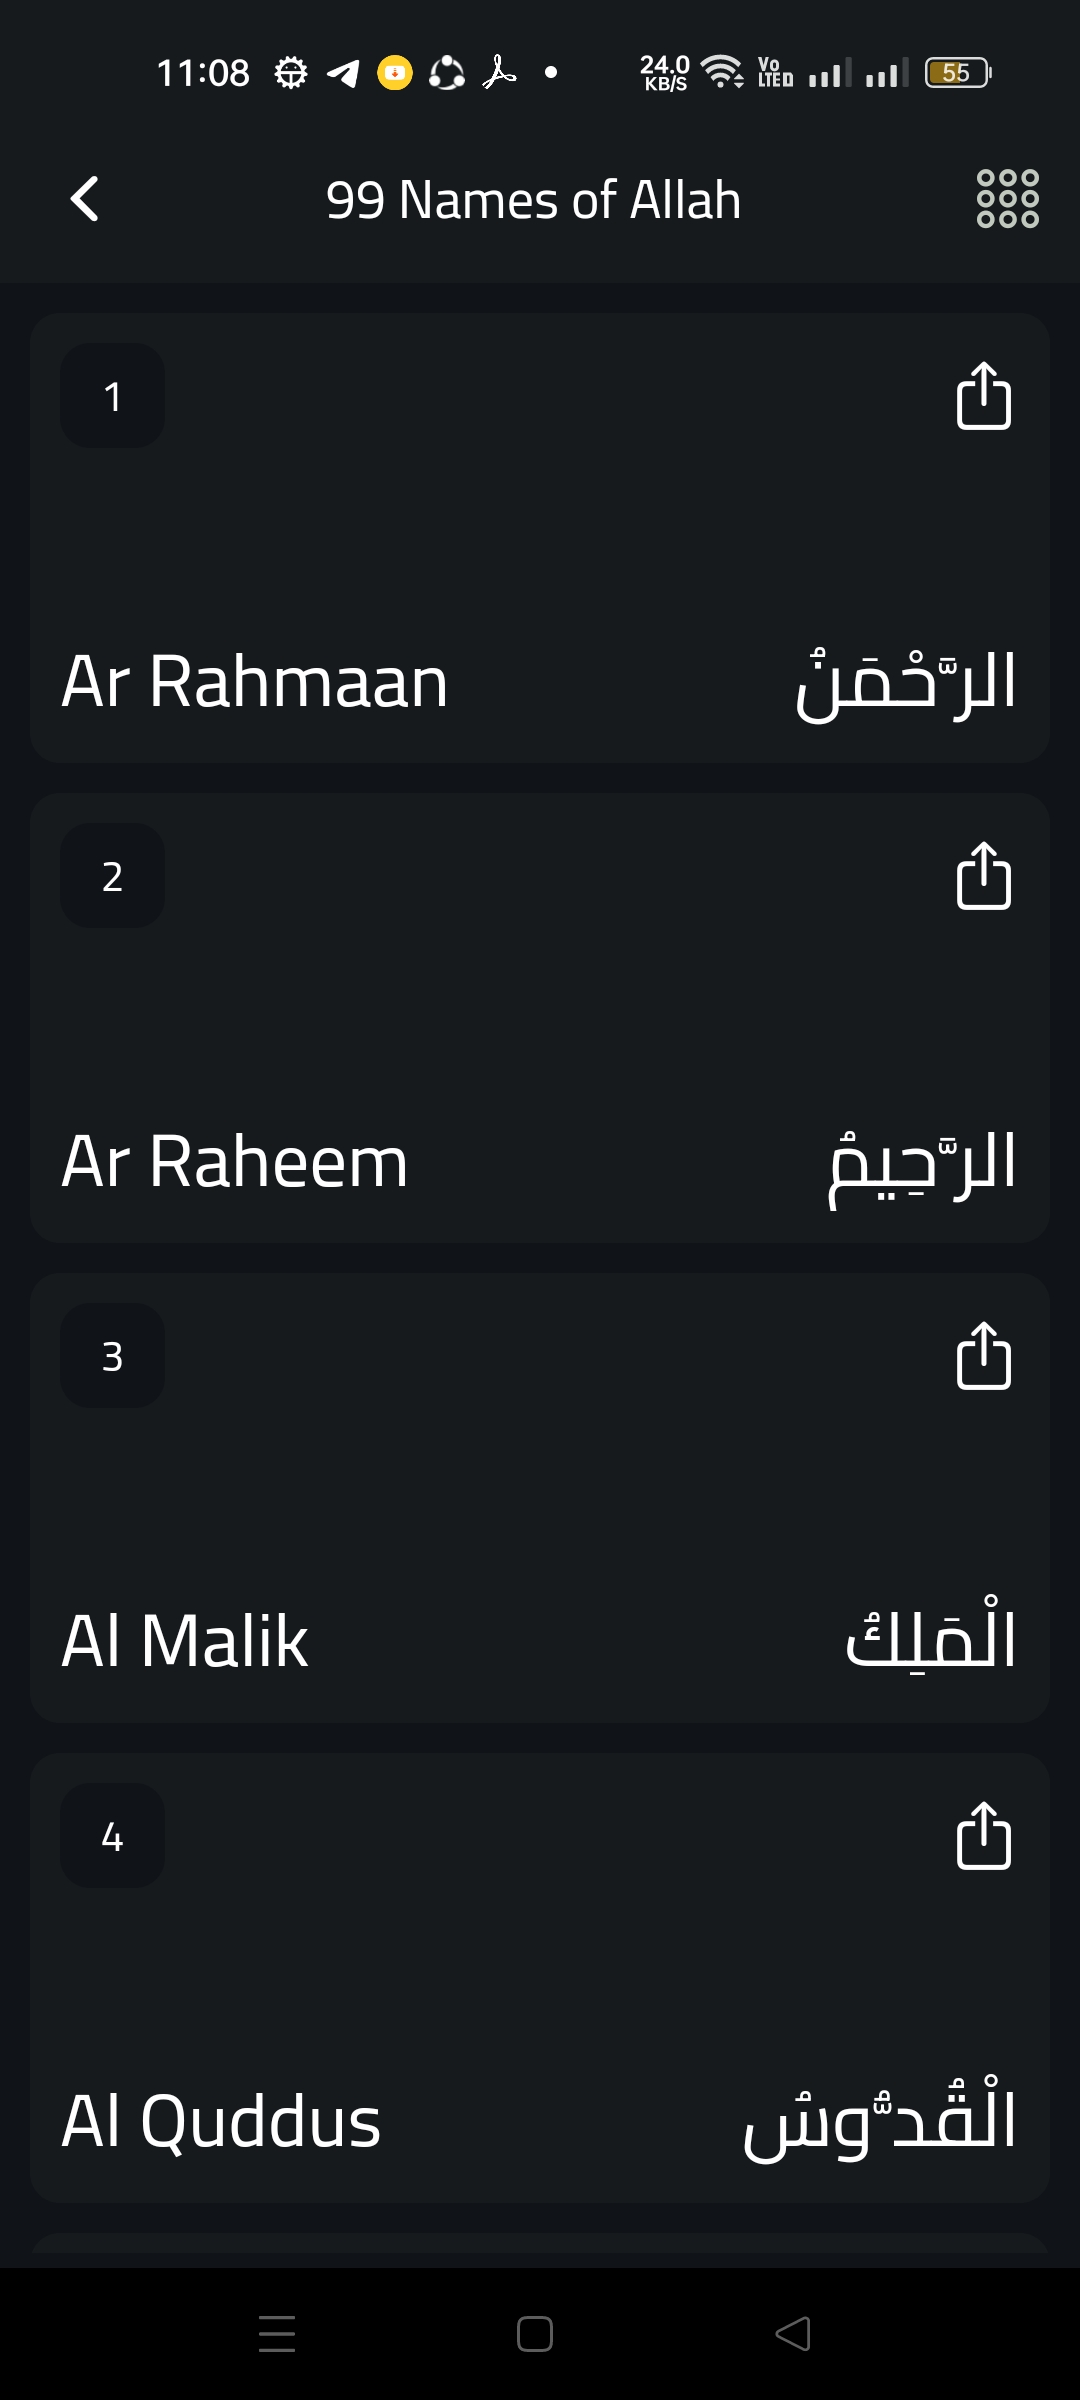 11:08
24.0
KB/S
Vo
LTED
55
99 Names of Allah
1
Ar Rahmaan
الرَّحْمَنُ
2
Ar Raheem
الرَّحِيمُ
3
Al Malik
الْمَلِكُ
4
Al Quddus
الْقُدُّوسُ